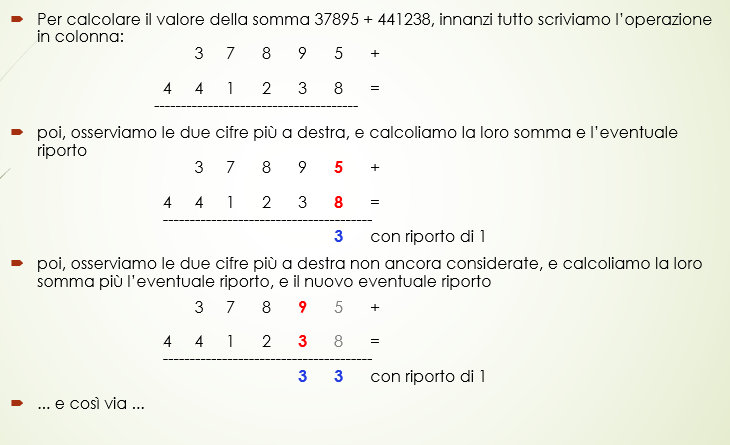 Per calcolare il valore della somma 37895 + 441238, innanzi tutto scriviamo l’operazione
in colonna:
3 7 8 9 5 +
4 4 1 2 3 8 =
---------------------------------------
poi, osserviamo le due cifre più a destra, e calcoliamo la loro somma e l’eventuale
riporto
3 7 8 9 5 +
4 4 1 2 3 8 =
----------------------------------------
3 con riporto di 1
poi, osserviamo le due cifre più a destra non ancora considerate, e calcoliamo la loro
somma più l’eventuale riporto, e il nuovo eventuale riporto
3 7 8 9 5 +
4 4 1 2 3 8 =
----------------------------------------
3 3 con riporto di 1
... e così via ...